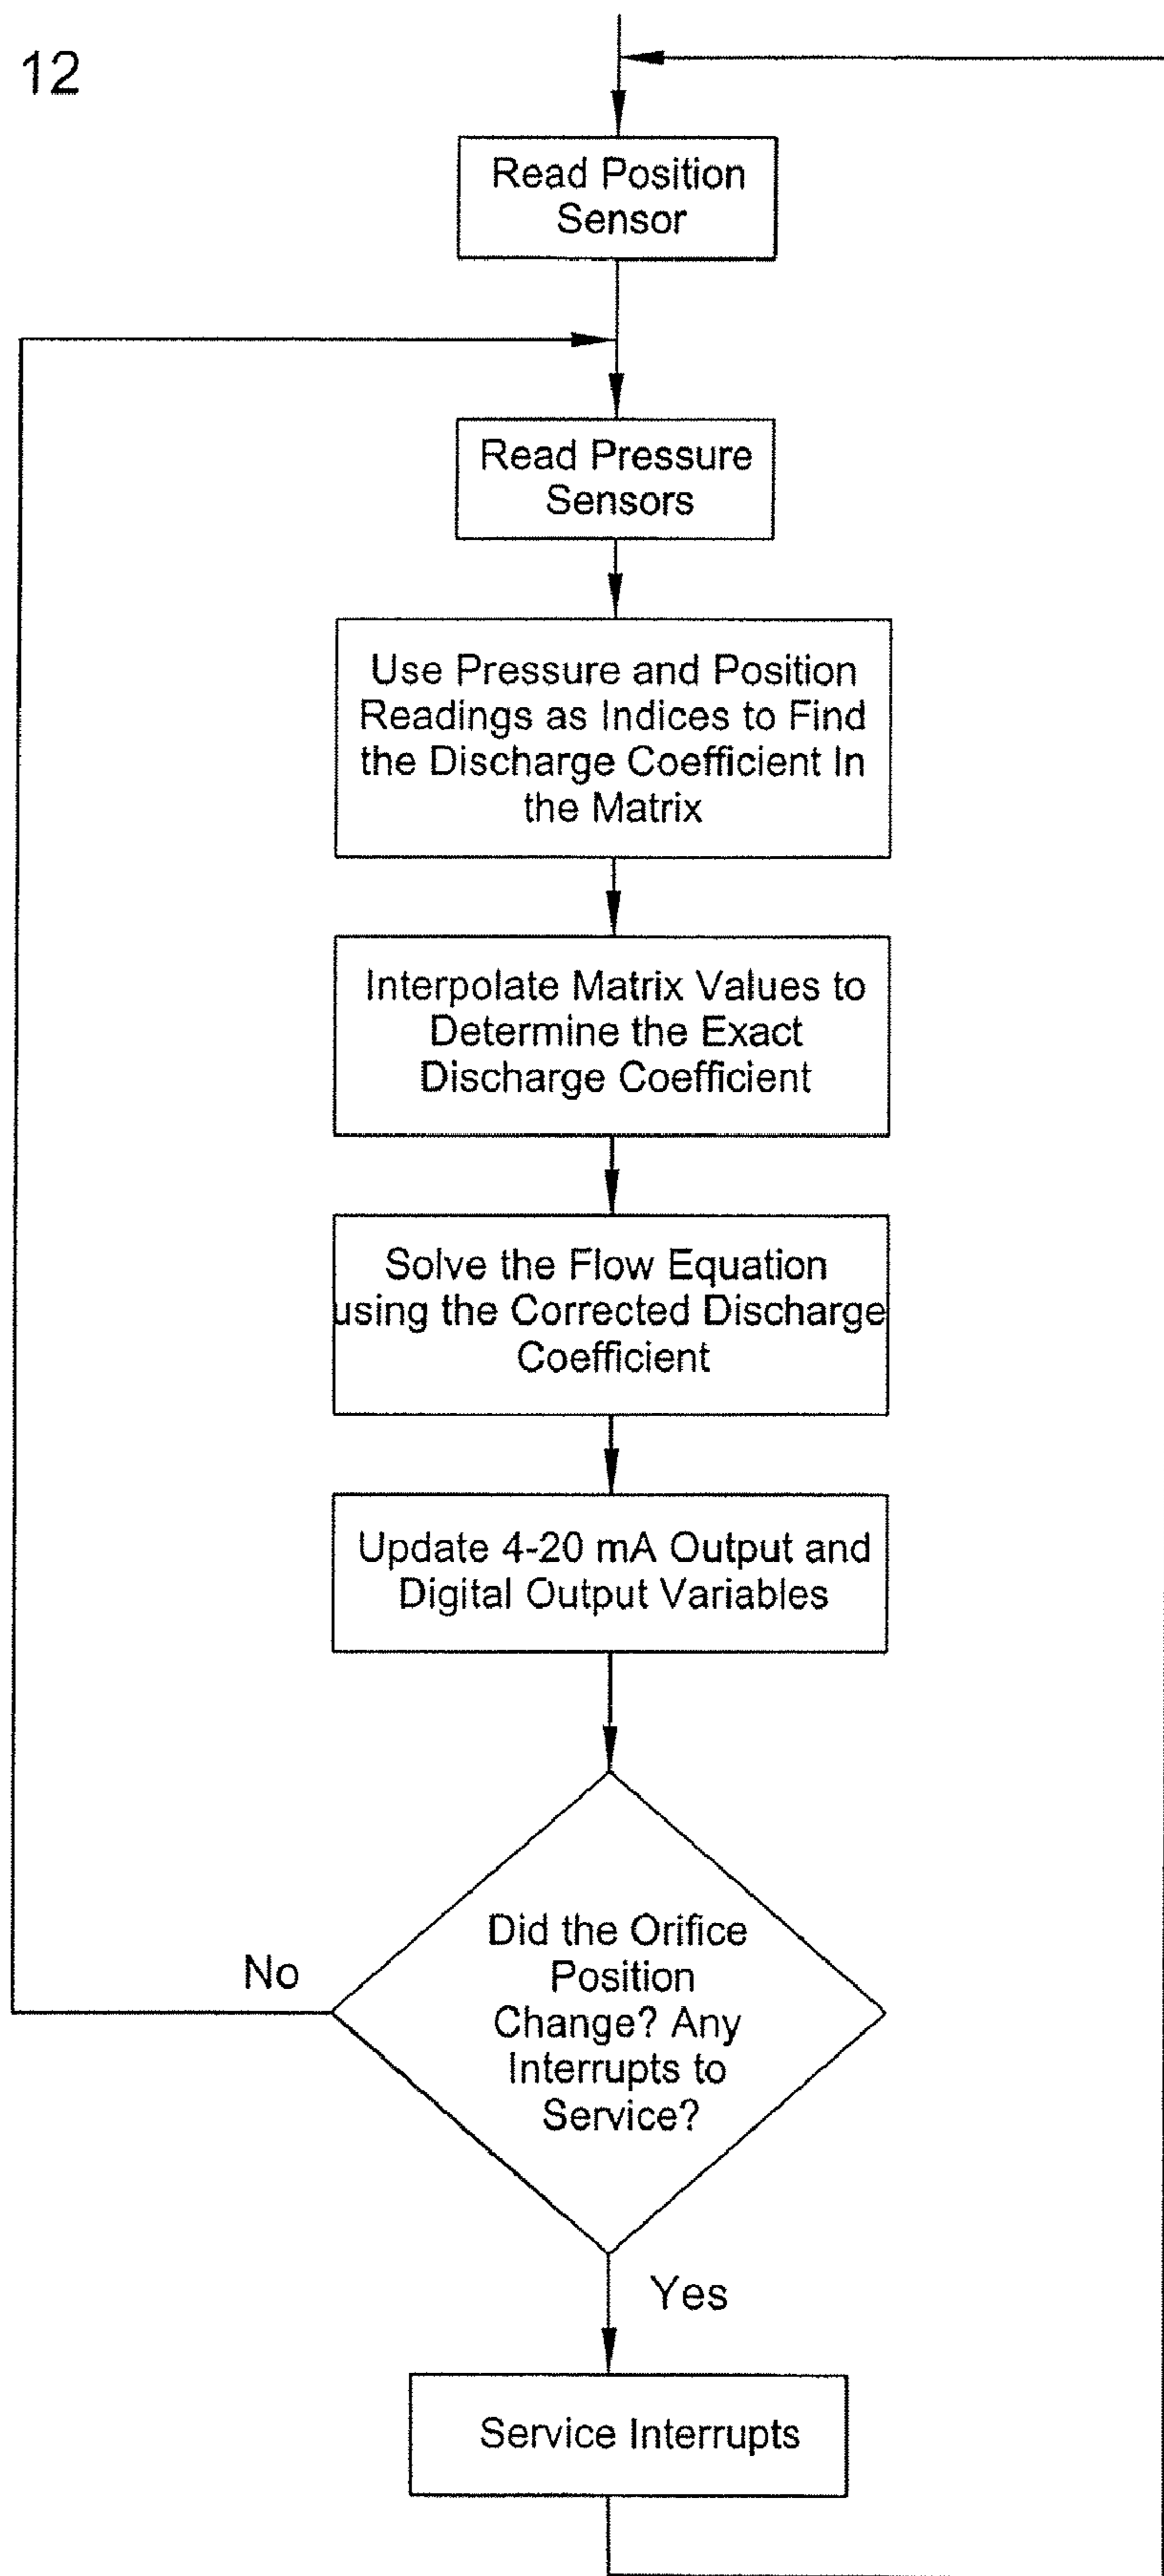 12
Read Position
Sensor
Read Pressure
Sensors
Use Pressure and Position
Readings as Indices to Find
the Discharge Coefficient In
the Matrix
Interpolate Matrix Values to
Determine the Exact
Discharge Coefficient
Solve the Flow Equation
using the Corrected Discharge
Coefficient
Update 4-20 mA Output and
Digital Output Variables
Did the Orifice
Position
Change? Any
Interrupts to
Service?
No
Yes
Service Interrupts